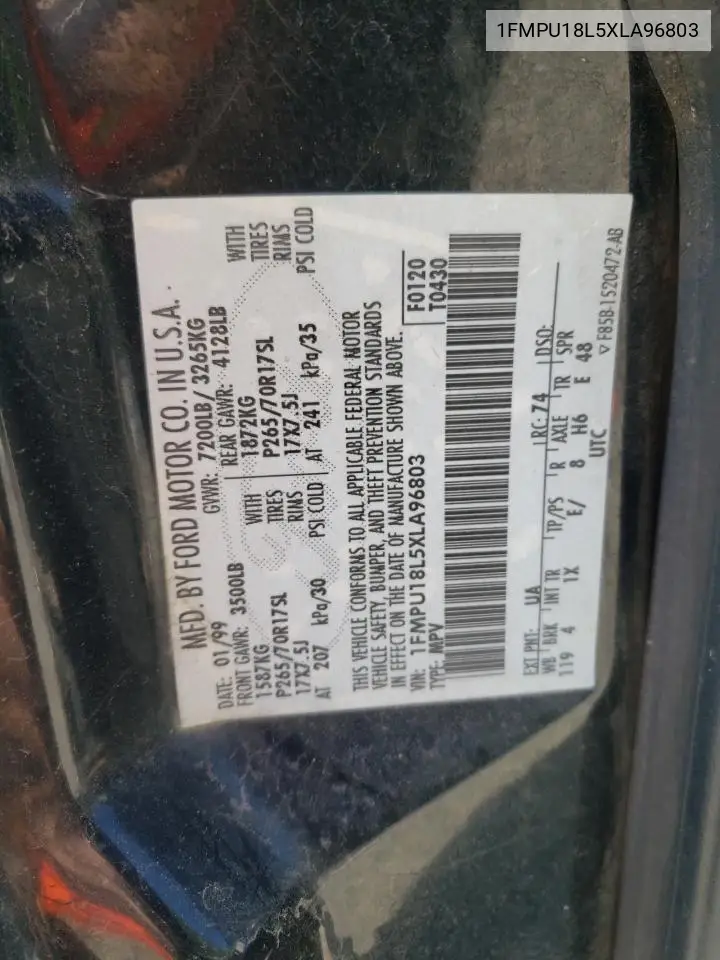 1FMPU18L5XLA96803
MFD. BY FORD MOTOR CO. IN U.S.A.
DATE: 01/99 GVWR: 7200LB/ 3265KG
FRONT GAWR: 3500LB REAR GAWR: 4128LB
1587KG WITH 1872KG WITH
P265/70R17SL TIRES P265/70R17SL TIRES
17X7.5J RIMS 17X7.5J RIMS
AT 207 kPa/30 PSI COLD AT 241 kPa/35 PSI COLD
THIS VEHICLE CONFORMS TO ALL APPLICABLE FEDERAL MOTOR
VEHICLE SAFETY, BUMPER, AND THEFT PREVENTION STANDARDS
IN EFFECT ON THE DATE OF MANUFACTURE SHOWN ABOVE.
VIN: 1FMPU18L5XLA96803 F0120
TYPE: MPV T0430
EXT PNT: UA RC: 74 DSO:
WB BRK INT TR TP/PS R AXLE TR SPR
119 4 1X E/ 8 H6 E 48
UTC
▽ F85B-1520472-AB